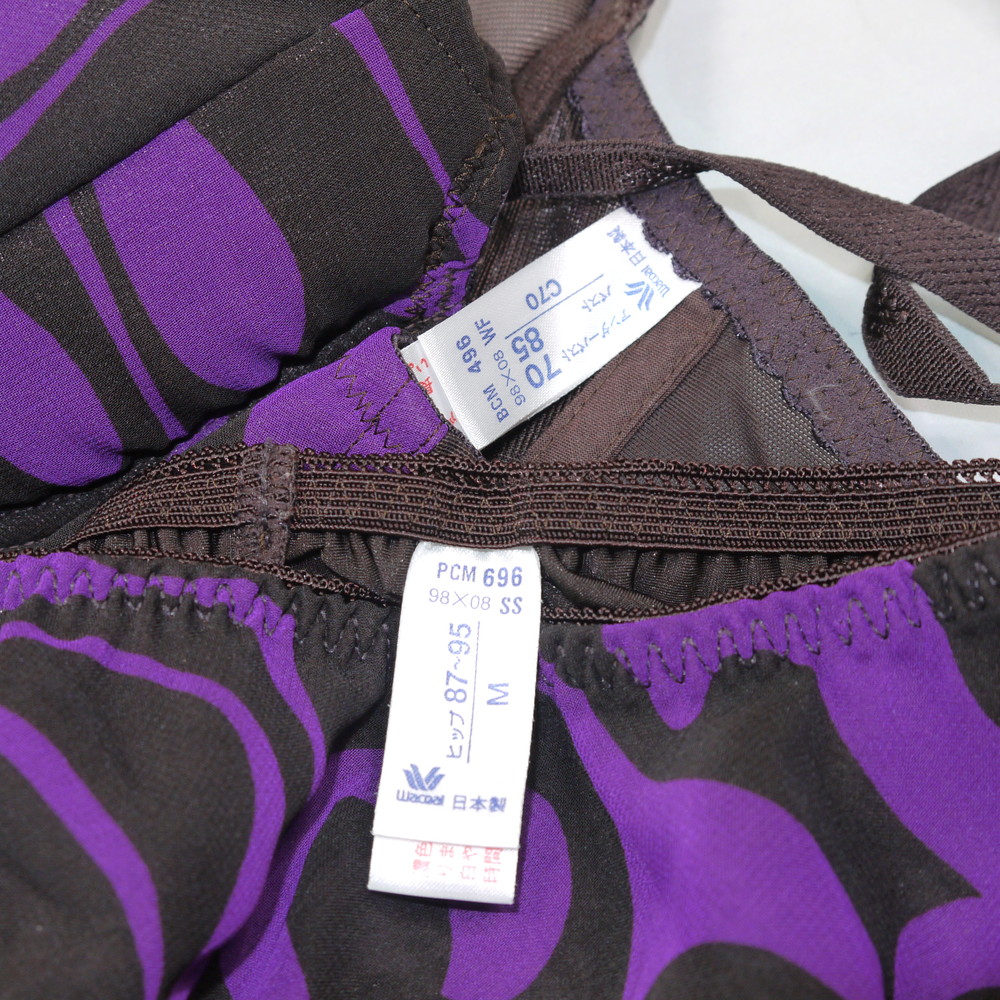 BCM 496
98×08 WF
70 アンダーバスト
85 バスト
C70
Wacoal 日本製
PCM 696
98×08 SS
ヒップ 87~95
M
Wacoal 日本製